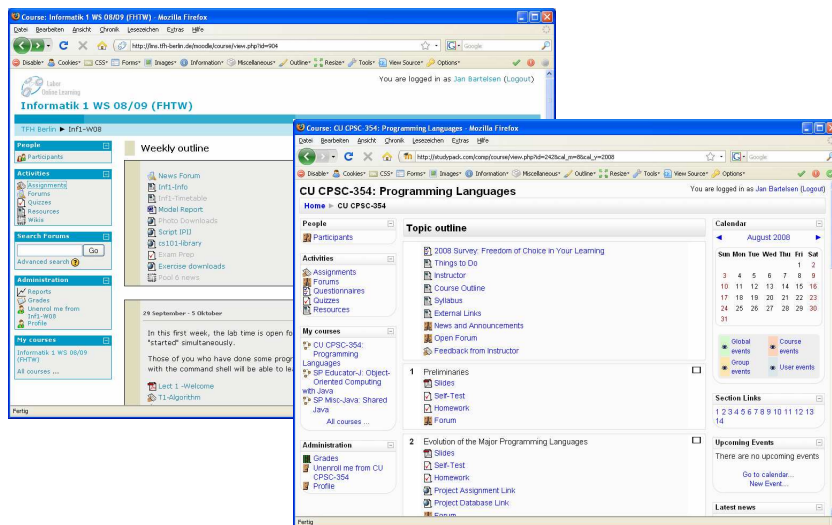 Course: Informatik 1 WS 08/09 (FHTW) - Mozilla Firefox
Datei Bearbeiten Ansicht Chronik Lesezeichen Extras Hilfe
http://lms.tfh-berlin.de/moodle/course/view.php?id=904
Google
Disable Cookies CSS Forms Images Information Miscellaneous Outline Resize Tools View Source Options
Labor
Online Learning
You are logged in as Jan Bartelsen (Logout)
Informatik 1 WS 08/09 (FHTW)
TFH Berlin ► Inf1-W08
People
Participants
Activities
Assignments
Forums
Quizzes
Resources
Wikis
Search Forums
Go
Advanced search
Administration
Reports
Grades
Unenrol me from
Inf1-W08
Profile
My courses
Informatik 1 WS 08/09
(FHTW)
All courses ...
Weekly outline
News Forum
Inf1-Info
Inf1-Timetable
Model Report
Photo Downloads
Script (PI)
cs101-library
Exam Prep
Exercise downloads
Pool 6 news
29 September - 5 Oktober
In this first week, the lab time is open fo
"started" simultaneously.
Those of you who have done some progr
with the command shell will be able to lea
Lect 1 -Welcome
T1-Algorithm
Fertig
Course: CU CPSC-354: Programming Languages - Mozilla Firefox
Datei Bearbeiten Ansicht Chronik Lesezeichen Extras Hilfe
http://studypack.com/comp/course/view.php?id=242&cal_m=8&cal_y=2008
Google
Disable Cookies CSS Forms Images Information Miscellaneous Outline Resize Tools View Source Options
CU CPSC-354: Programming Languages
You are logged in as Jan Bartelsen (Logout)
Home ► CU CPSC-354
People
Participants
Activities
Assignments
Forums
Questionnaires
Quizzes
Resources
My courses
CU CPSC-354:
Programming
Languages
SP Educator-J: Object-
Oriented Computing
with Java
SP Misc-Java: Shared
Java
All courses ...
Administration
Grades
Unenroll me from CU
CPSC-354
Profile
Topic outline
2008 Survey: Freedom of Choice in Your Learning
Things to Do
Instructor
Course Outline
Syllabus
External Links
News and Announcements
Open Forum
Feedback from Instructor
1 Preliminaries
Slides
Self-Test
Homework
Forum
2 Evolution of the Major Programming Languages
Slides
Self-Test
Homework
Project Assignment Link
Project Database Link
Forum
Calendar
◄ August 2008 ►
Sun Mon Tue Wed Thu Fri Sat
1 2
3 4 5 6 7 8 9
10 11 12 13 14 15 16
17 18 19 20 21 22 23
24 25 26 27 28 29 30
31
Global events
Course events
Group events
User events
Section Links
1 2 3 4 5 6 7 8 9 10 11 12 13
14
Upcoming Events
There are no upcoming events
Go to calendar...
New Event...
Latest news
Fertig